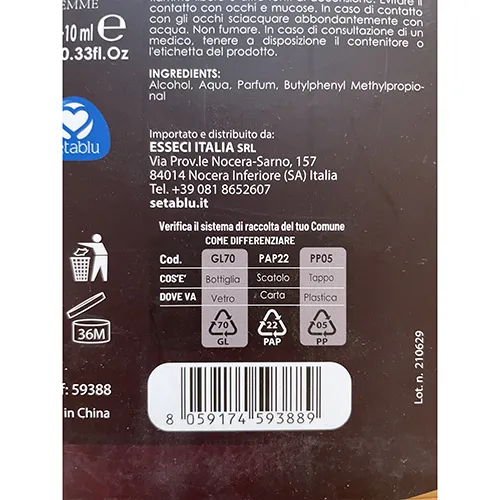 EMME
10 ml e
0.33fl.Oz
contatto con occhi e mucose. In caso di contatto
con gli occhi sciacquare abbondantemente con
acqua. Non fumare. In caso di consultazione di un
medico, tenere a disposizione il contenitore o
l'etichetta del prodotto.
INGREDIENTS:
Alcohol, Aqua, Parfum, Butylphenyl Methylpropio-
nal
setablu
Importato e distribuito da:
ESSECI ITALIA SRL
Via Prov.le Nocera-Sarno, 157
84014 Nocera Inferiore (SA) Italia
Tel. +39 081 8652607
setablu.it
Verifica il sistema di raccolta del tuo Comune
COME DIFFERENZIARE
Cod. GL70 PAP22 PP05
COS'E' Bottiglia Scatolo Tappo
DOVE VA Vetro Carta Plastica
70 22 05
GL PAP PP
36M
f: 59388
in China
8 059174 593889
Lot. n. 210629